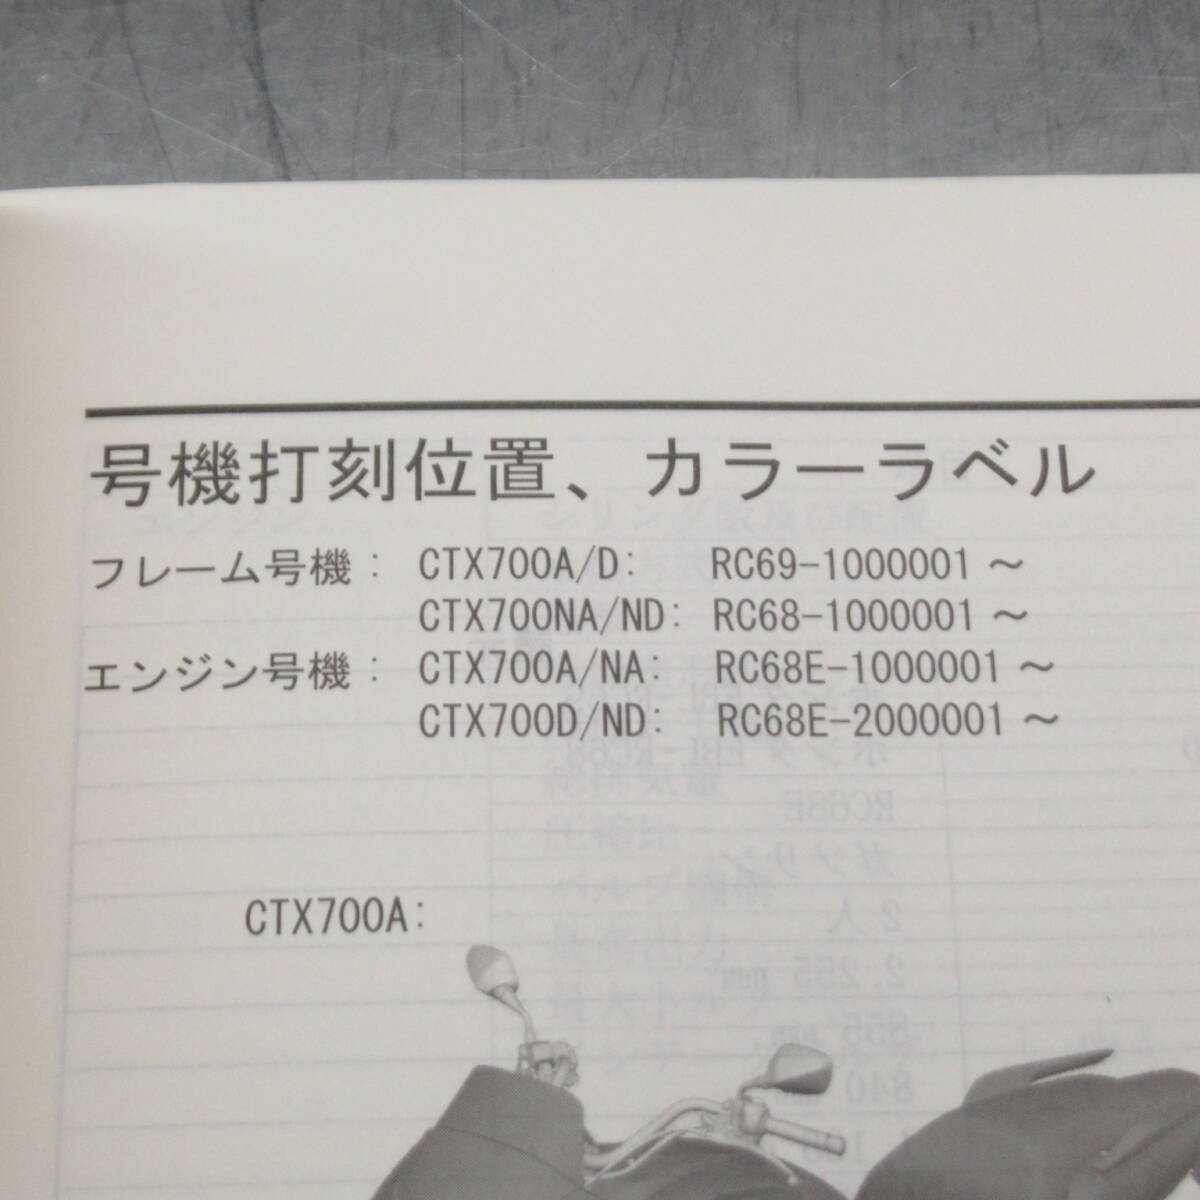 号機打刻位置、カラーラベル
フレーム号機: CTX700A/D: RC69-1000001～
CTX700NA/ND: RC68-1000001～
エンジン号機: CTX700A/NA: RC68E-1000001～
CTX700D/ND: RC68E-2000001～
CTX700A: